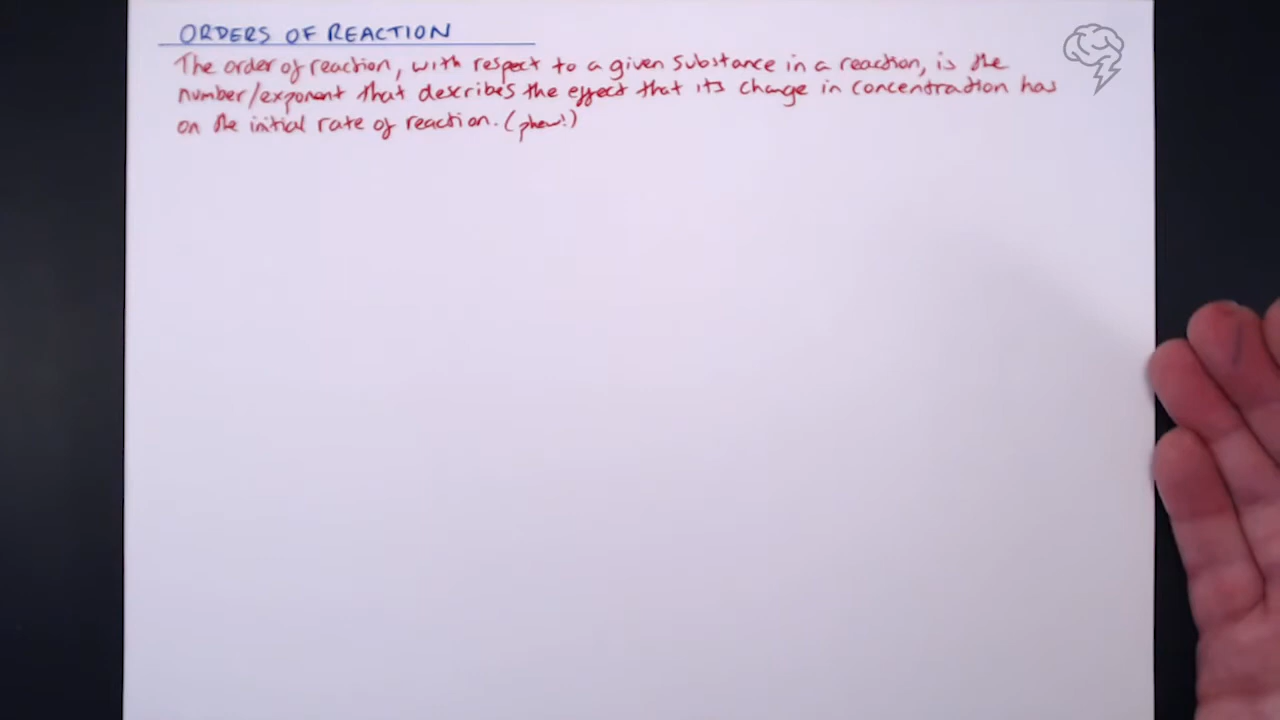 ORDERS OF REACTION
The order of reaction, with respect to a given substance in a reaction, is the
number/exponent that describes the effect that its change in concentration has
on the initial rate of reaction. (phew!)